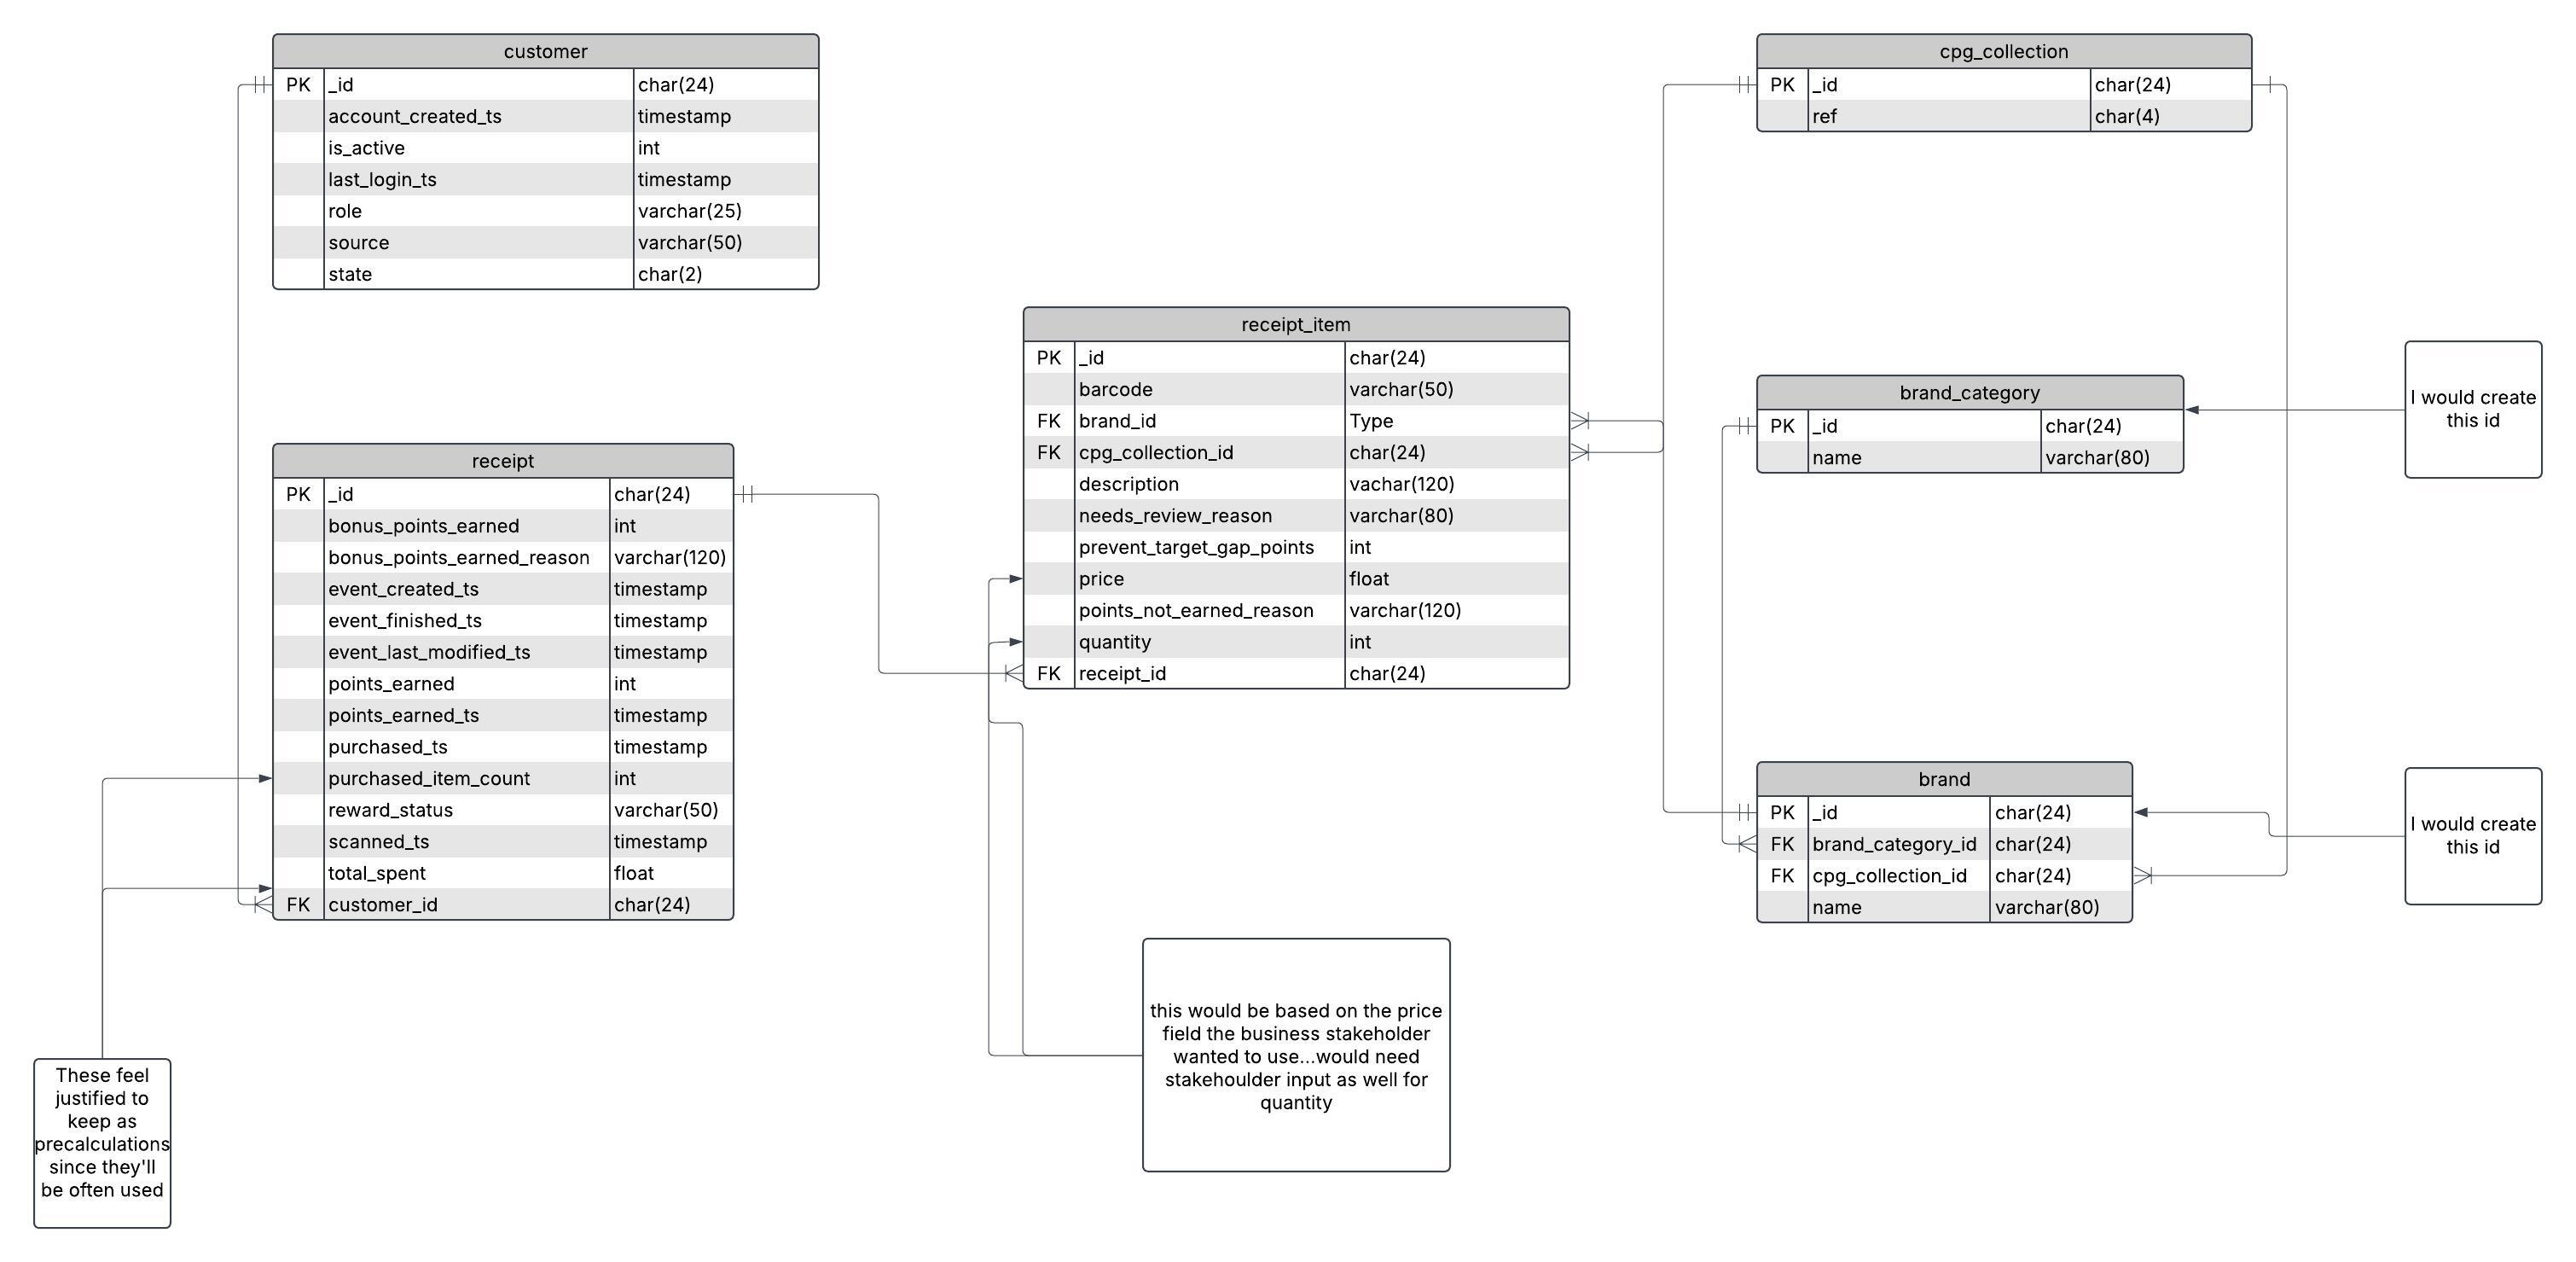 customer
PK _id char(24)
account_created_ts timestamp
is_active int
last_login_ts timestamp
role varchar(25)
source varchar(50)
state char(2)
receipt
PK _id char(24)
bonus_points_earned int
bonus_points_earned_reason varchar(120)
event_created_ts timestamp
event_finished_ts timestamp
event_last_modified_ts timestamp
points_earned int
points_earned_ts timestamp
purchased_ts timestamp
purchased_item_count int
reward_status varchar(50)
scanned_ts timestamp
total_spent float
FK customer_id char(24)
These feel
justified to
keep as
precalculations
since they'll
be often used
receipt_item
PK _id char(24)
barcode varchar(50)
FK brand_id Type
FK cpg_collection_id char(24)
description vachar(120)
needs_review_reason varchar(80)
prevent_target_gap_points int
price float
points_not_earned_reason varchar(120)
quantity int
FK receipt_id char(24)
this would be based on the price
field the business stakeholder
wanted to use...would need
stakehoulder input as well for
quantity
cpg_collection
PK _id char(24)
ref char(4)
brand_category
PK _id char(24)
name varchar(80)
I would create
this id
brand
PK _id char(24)
FK brand_category_id char(24)
FK cpg_collection_id char(24)
name varchar(80)
I would create
this id